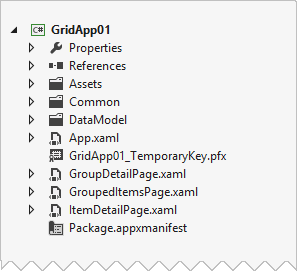 C# GridApp01
Properties
References
Assets
Common
DataModel
App.xaml
GridApp01_TemporaryKey.pfx
GroupDetailPage.xaml
GroupedItemsPage.xaml
ItemDetailPage.xaml
Package.appxmanifest